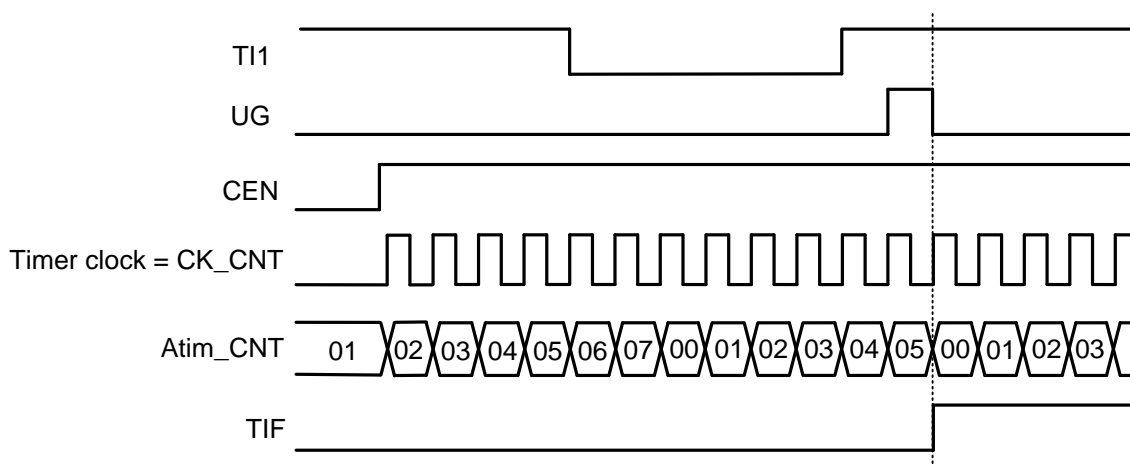 TI1
UG
CEN
Timer clock = CK_CNT
Atim_CNT 01 02 03 04 05 06 07 00 01 02 03 04 05 00 01 02 03
TIF